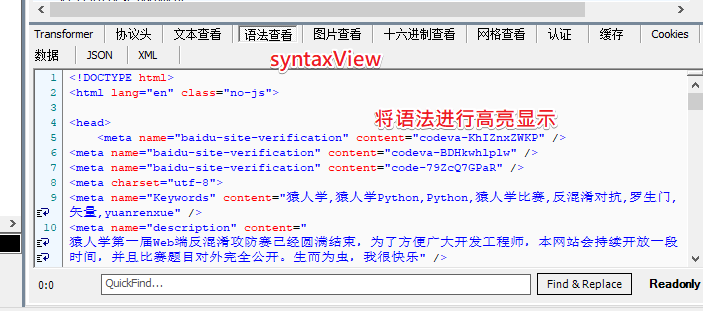 Transformer 协议头 文本查看 语法查看 图片查看 十六进制查看 网格查看 认证 缓存 Cookies
数据 JSON XML
syntaxView
将语法进行高亮显示
1 <!DOCTYPE html>
2 <html lang="en" class="no-js">
3
4 <head>
5 <meta name="baidu-site-verification" content="codeva-KhIZnxZWKP" />
6 <meta name="baidu-site-verification" content="codeva-BDHkwhlplw" />
7 <meta name="baidu-site-verification" content="code-79ZcQ7GPaR" />
8 <meta charset="utf-8">
9 <meta name="Keywords" content="猿人学,猿人学Python,Python,猿人学比赛,反混淆对抗,罗生门,
矢量,yuanrenxue" />
10 <meta name="description" content="
猿人学第一届Web端反混淆攻防赛已经圆满结束，为了方便广大开发工程师，本网站会持续开放一段
时间，并且比赛题目对外完全公开。生而为虫，我很快乐" />
0:0 QuickFind... Find & Replace Readonly